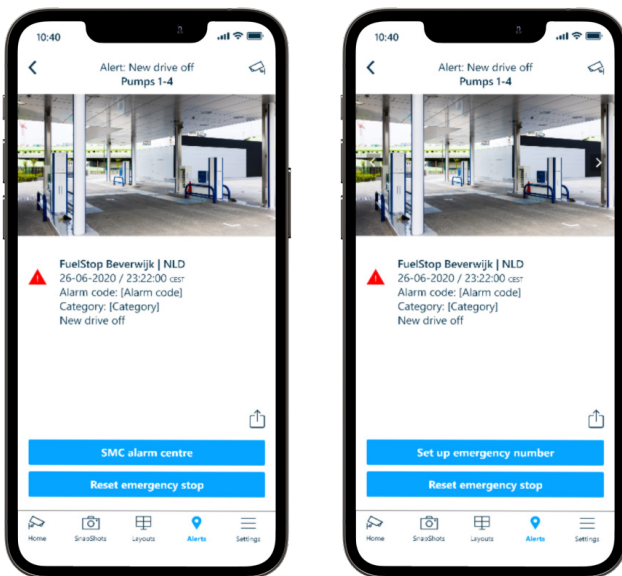 10:40
Alert: New drive off
Pumps 1-4
FuelStop Beverwijk | NLD
26-06-2020 / 23:22:00 CEST
Alarm code: [Alarm code]
Category: [Category]
New drive off
SMC alarm centre
Reset emergency stop
Home SnapShots Layouts Alerts Settings
10:40
Alert: New drive off
Pumps 1-4
FuelStop Beverwijk | NLD
26-06-2020 / 23:22:00 CEST
Alarm code: [Alarm code]
Category: [Category]
New drive off
Set up emergency number
Reset emergency stop
Home SnapShots Layouts Alerts Settings